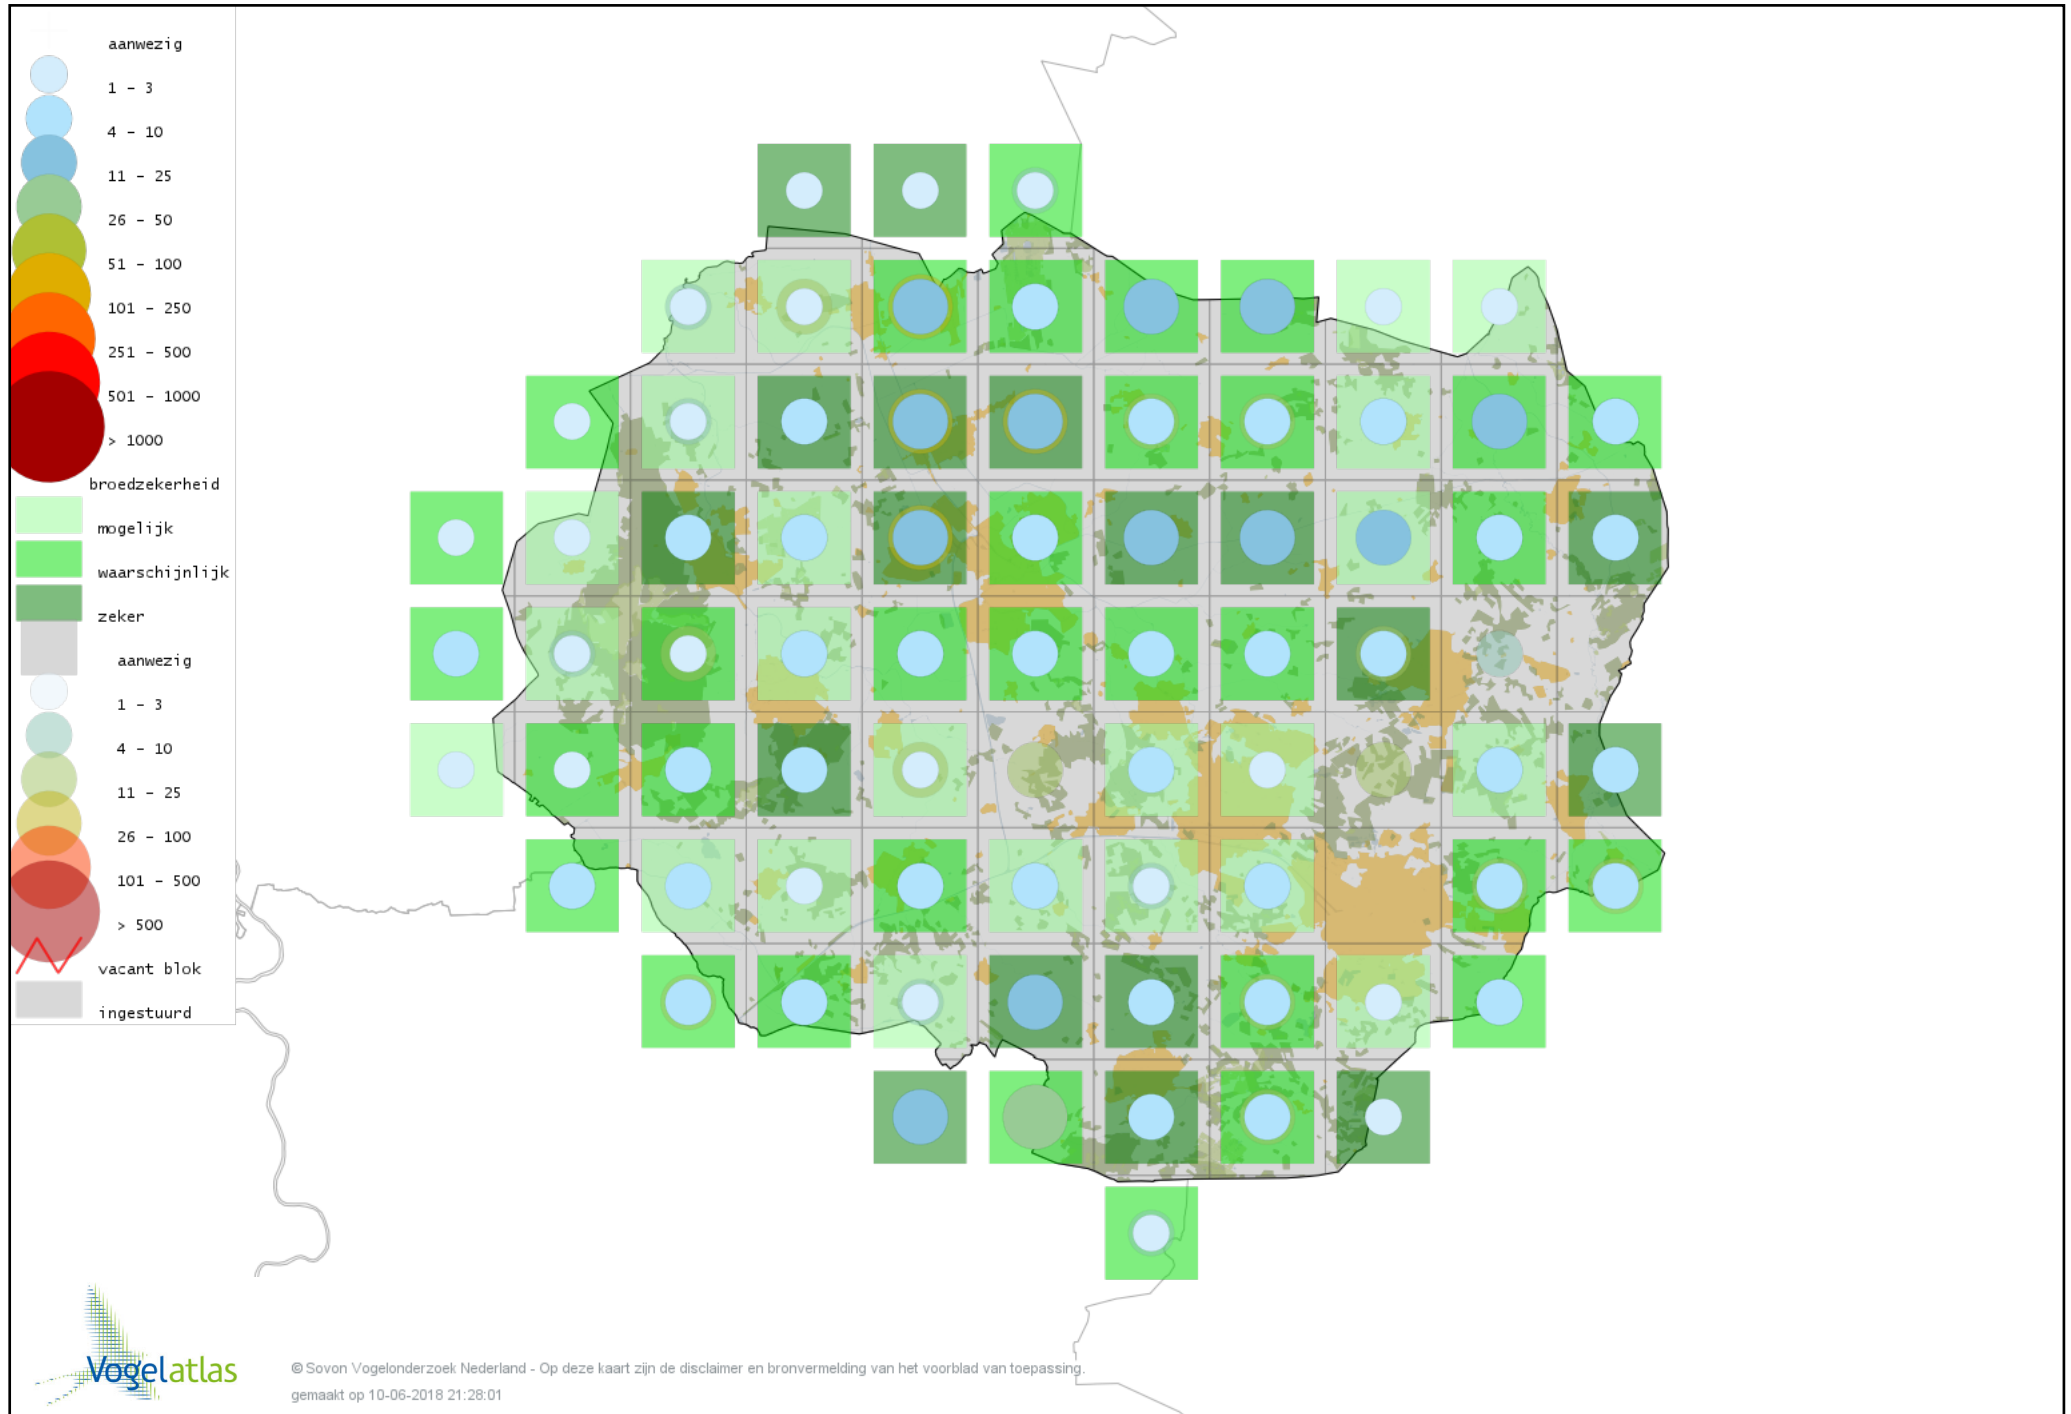 aanwezig
1 - 3
4 - 10
11 - 25
26 - 50
51 - 100
101 - 250
251 - 500
501 - 1000
> 1000
broedzekerheid
mogelijk
waarschijnlijk
zeker
aanwezig
1 - 3
4 - 10
11 - 25
26 - 100
101 - 500
> 500
vacant blok
ingestuurd
Vogelatlas
© Sovon Vogelonderzoek Nederland - Op deze kaart zijn de disclaimer en bronvermelding van het voorblad van toepassing.
gemaakt op 10-06-2018 21:28:01